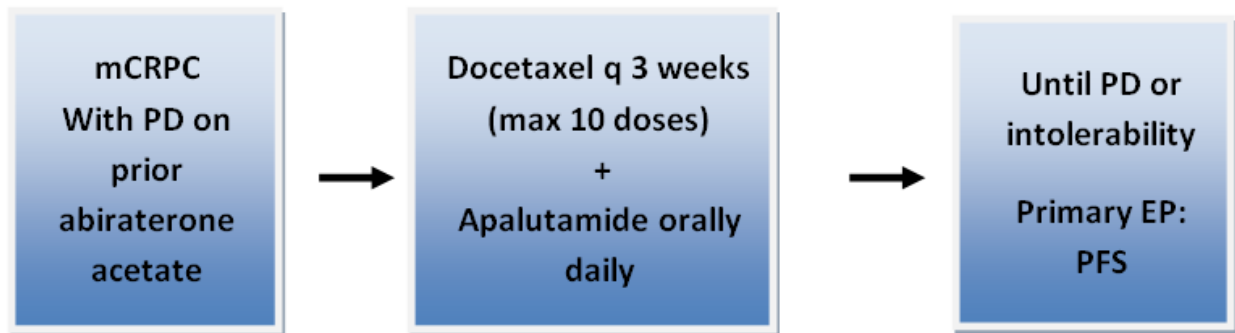 mCRPC
With PD on
prior
abiraterone
acetate
Docetaxel q 3 weeks
(max 10 doses)
+
Apalutamide orally
daily
Until PD or
intolerability
Primary EP:
PFS